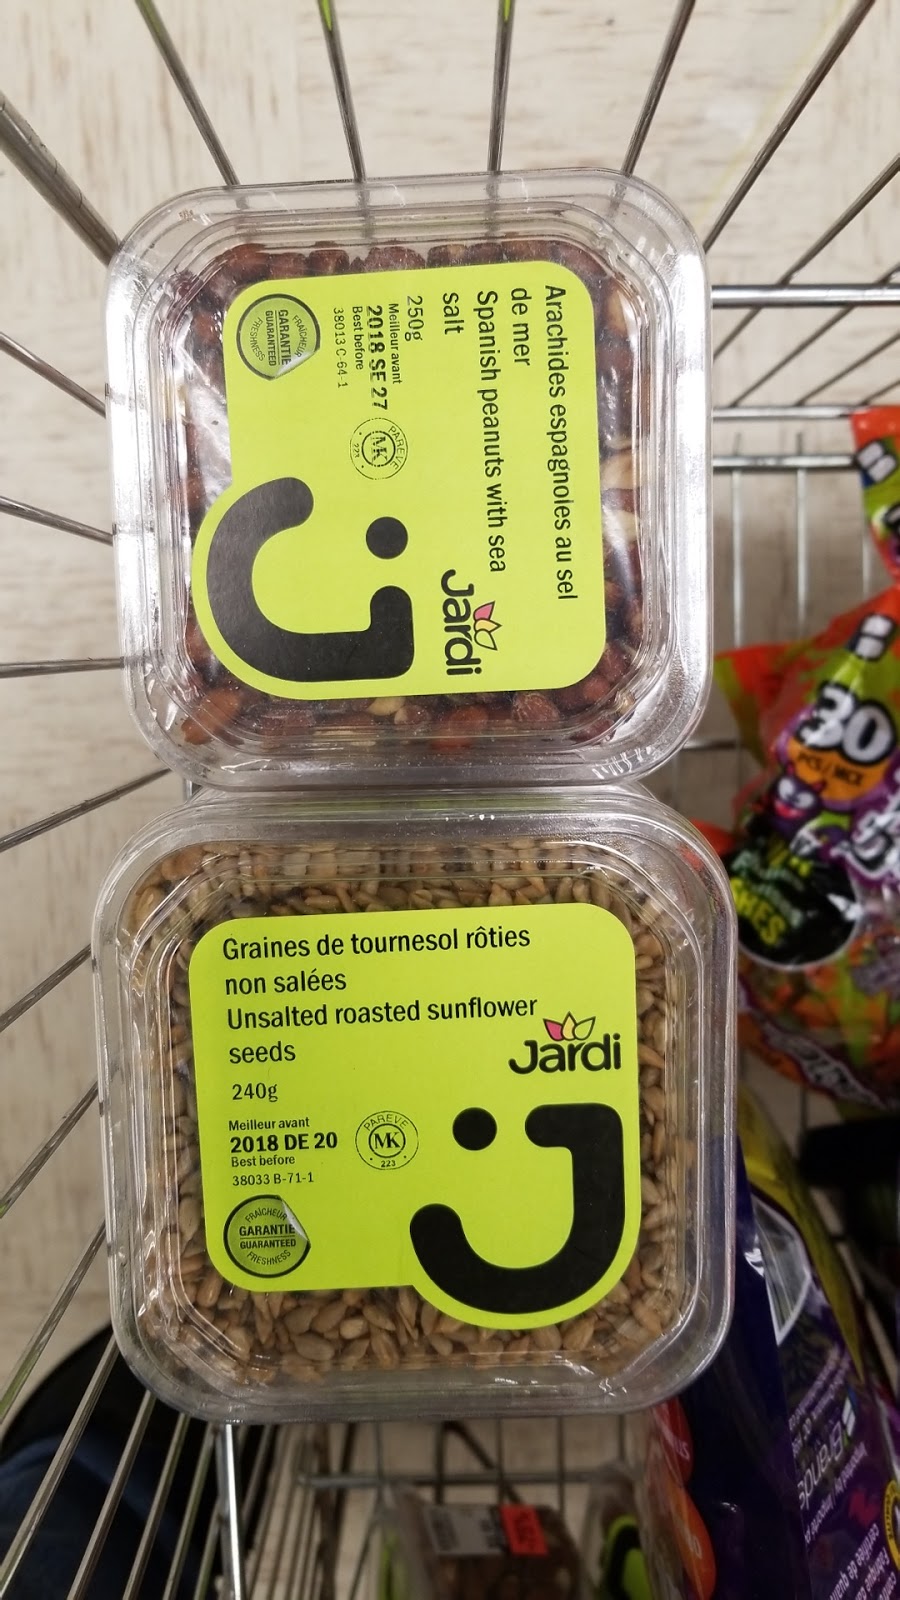 Arachides espagnoles au sel
de mer
Spanish peanuts with sea
salt
250g
Meilleur avant
2018 SE 27
Best before
38013 C-64-1
PAREVE
MK
223
FRAÎCHEUR
GARANTIE
GUARANTEED
FRESHNESS
Jardi
Graines de tournesol rôties
non salées
Unsalted roasted sunflower
seeds
240g
Meilleur avant
2018 DE 20
Best before
38033 B-71-1
PAREVE
MK
223
FRAÎCHEUR
GARANTIE
GUARANTEED
FRESHNESS
Jardi
30
PCS/MCX